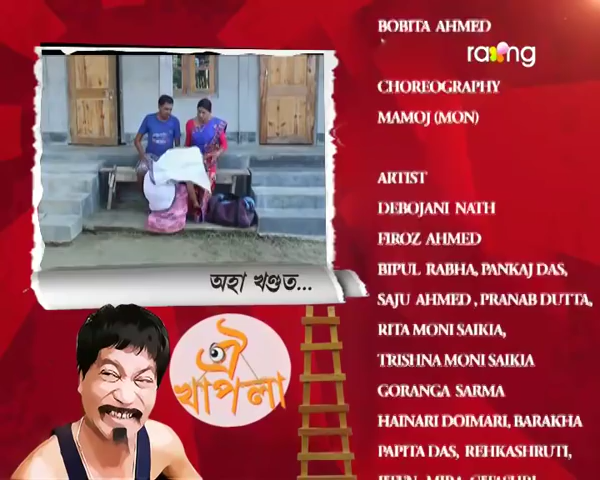 BOBITA AHMED
rang
CHOREOGRAPHY
MAMOJ (MON)
ARTIST
DEBOJANI NATH
FIROZ AHMED
BIPUL RABHA, PANKAJ DAS,
SAJU AHMED , PRANAB DUTTA,
RITA MONI SAIKIA,
TRISHNA MONI SAIKIA
GORANGA SARMA
HAINARI DOIMARI, BARAKHA
PAPITA DAS, REHKASHRUTI,
অহা খণ্ডত...
ঐ
খাপলা